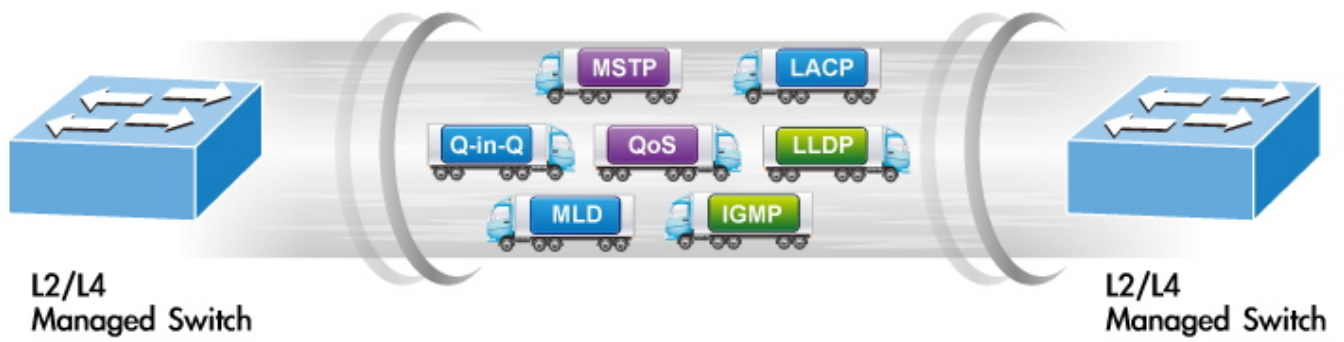 MSTP
LACP
Q-in-Q
QoS
LLDP
MLD
IGMP
L2/L4
Managed Switch
L2/L4
Managed Switch